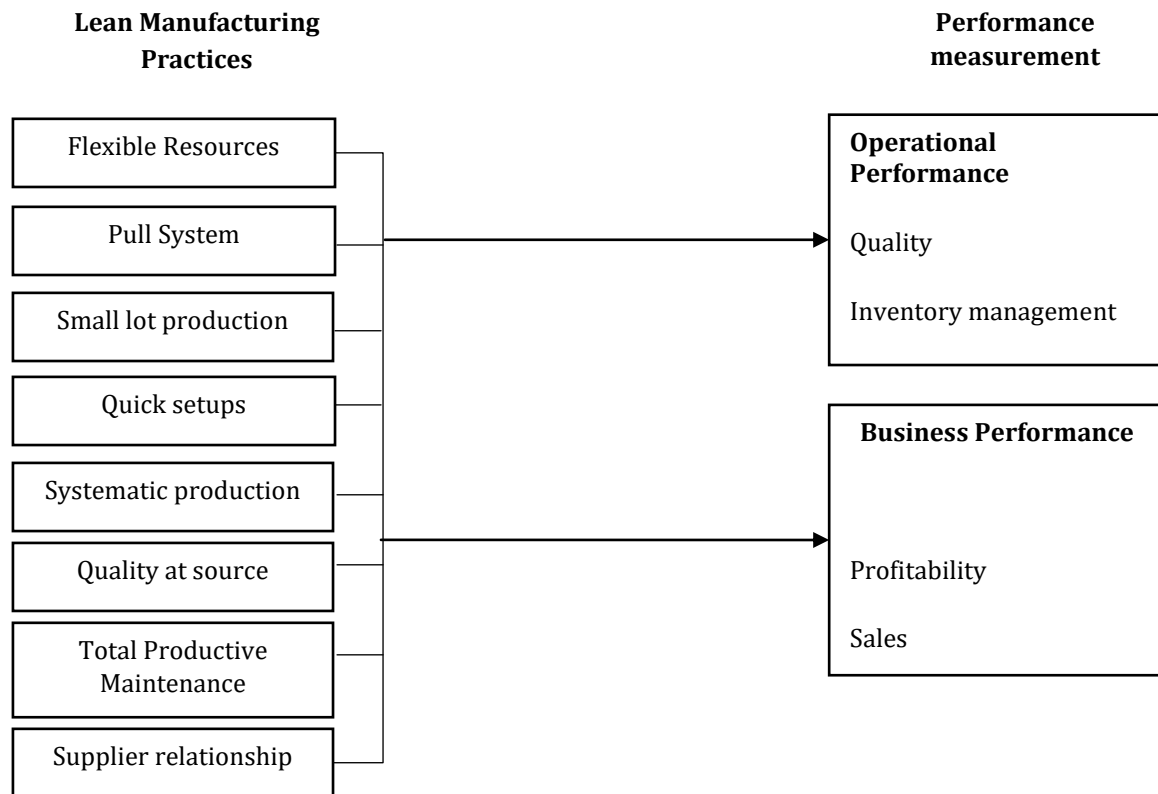 Lean Manufacturing
Practices
Performance
measurement
Flexible Resources
Pull System
Small lot production
Quick setups
Systematic production
Quality at source
Total Productive
Maintenance
Supplier relationship
Operational
Performance
Quality
Inventory management
Business Performance
Profitability
Sales